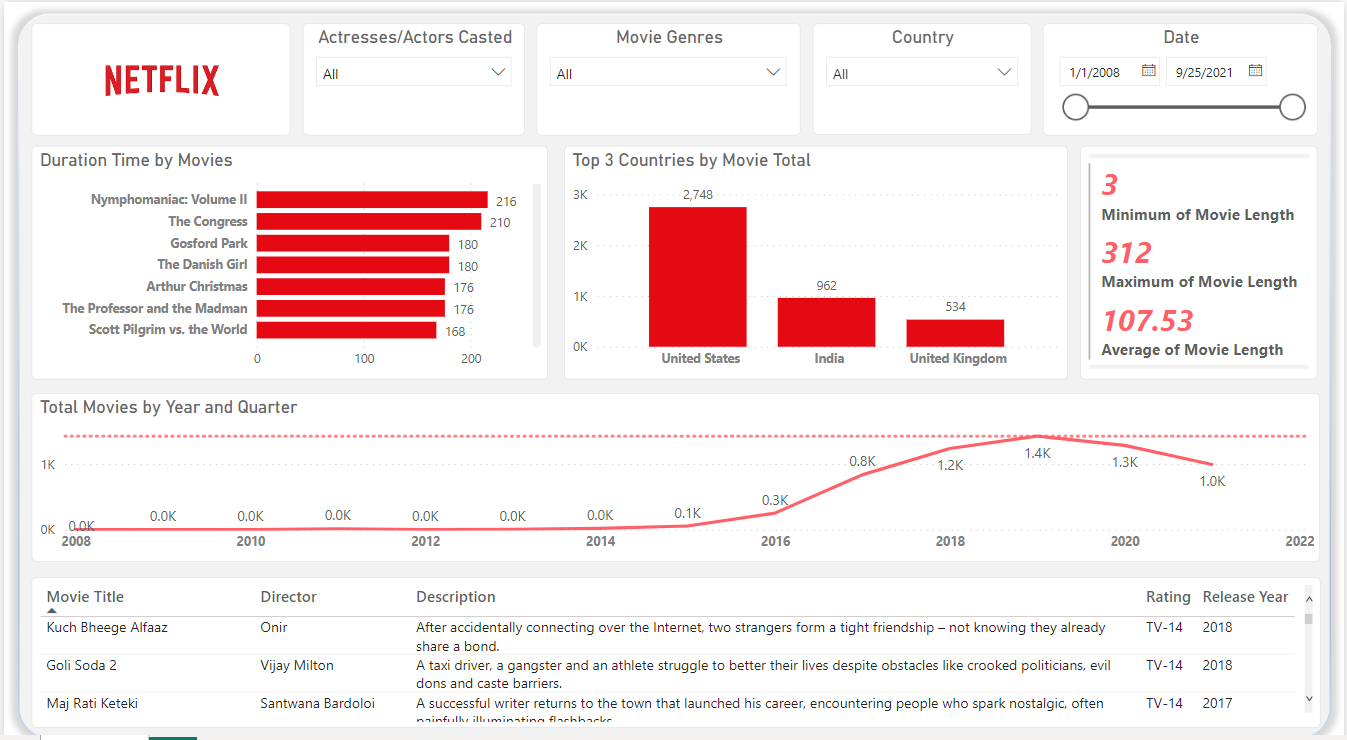 NETFLIX
Actresses/Actors Casted
All
Movie Genres
All
Country
All
Date
1/1/2008
9/25/2021
Duration Time by Movies
Nymphomaniac: Volume II 216
The Congress 210
Gosford Park 180
The Danish Girl 180
Arthur Christmas 176
The Professor and the Madman 176
Scott Pilgrim vs. the World 168
0 100 200
Top 3 Countries by Movie Total
3K
2K
1K
0K
2,748
962
534
United States India United Kingdom
3
Minimum of Movie Length
312
Maximum of Movie Length
107.53
Average of Movie Length
Total Movies by Year and Quarter
1K
0K
0.0K 0.0K 0.0K 0.0K 0.0K 0.0K 0.0K 0.1K 0.3K 0.8K 1.2K 1.4K 1.3K 1.0K
2008 2010 2012 2014 2016 2018 2020 2022
Movie Title Director Description Rating Release Year
Kuch Bheege Alfaaz Onir After accidentally connecting over the Internet, two strangers form a tight friendship – not knowing they already TV-14 2018
share a bond.
Goli Soda 2 Vijay Milton A taxi driver, a gangster and an athlete struggle to better their lives despite obstacles like crooked politicians, evil TV-14 2018
dons and caste barriers.
Maj Rati Keteki Santwana Bardoloi A successful writer returns to the town that launched his career, encountering people who spark nostalgic, often TV-14 2017
painfully illuminating flashbacks.